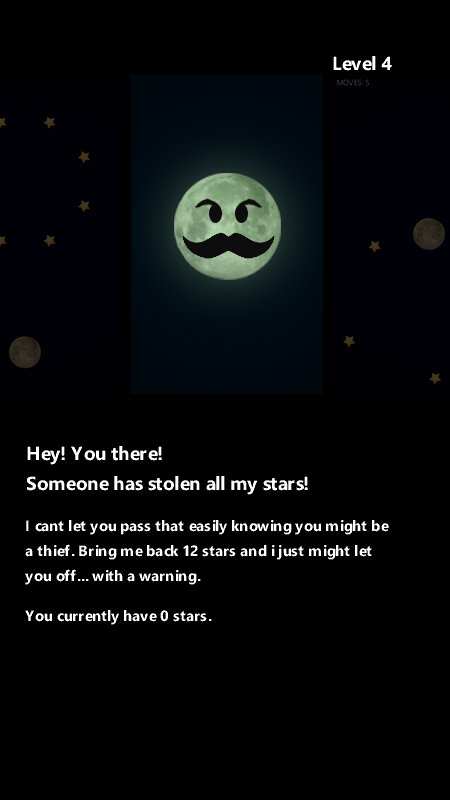 Level 4
MOVES: 5
Hey! You there!
Someone has stolen all my stars!
I cant let you pass that easily knowing you might be
a thief. Bring me back 12 stars and i just might let
you off... with a warning.
You currently have 0 stars.